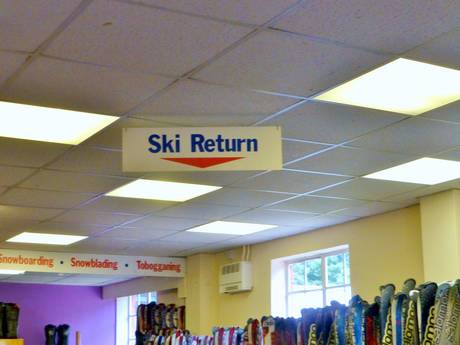 Ski Return
Snowboarding • Snowblading • Tobogganing